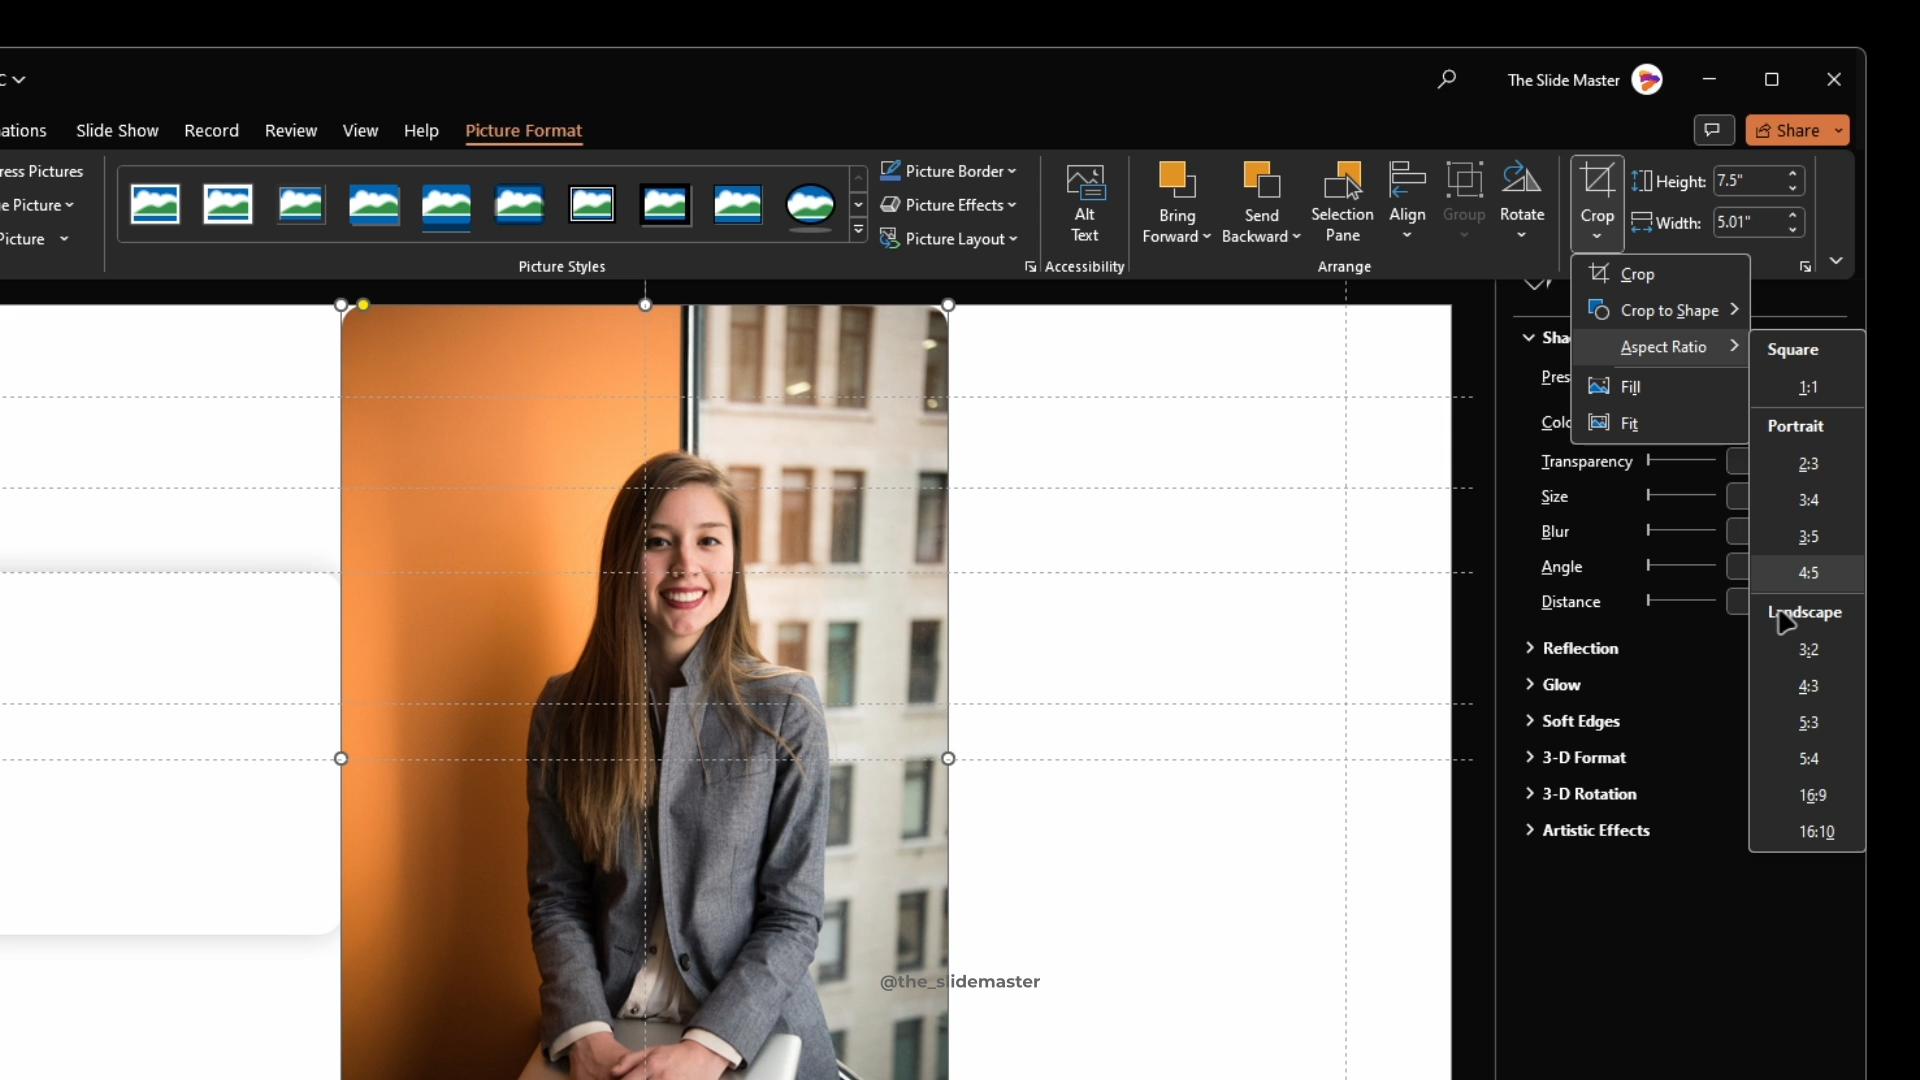 C
The Slide Master
ations Slide Show Record Review View Help Picture Format
Share
ress Pictures
e Picture
Picture
Picture Border
Picture Effects
Picture Layout
Picture Styles
Alt
Text
Accessibility
Bring
Forward
Send
Backward
Selection
Pane
Align
Group
Rotate
Arrange
Crop
Height: 7.5"
Width: 5.01"
Crop
Crop to Shape
Aspect Ratio
Fill
Fit
Square
1:1
Portrait
2:3
3:4
3:5
4:5
Landscape
3:2
4:3
5:3
5:4
16:9
16:10
Sha
Pres
Colo
Transparency
Size
Blur
Angle
Distance
Reflection
Glow
Soft Edges
3-D Format
3-D Rotation
Artistic Effects
@the_slidemaster